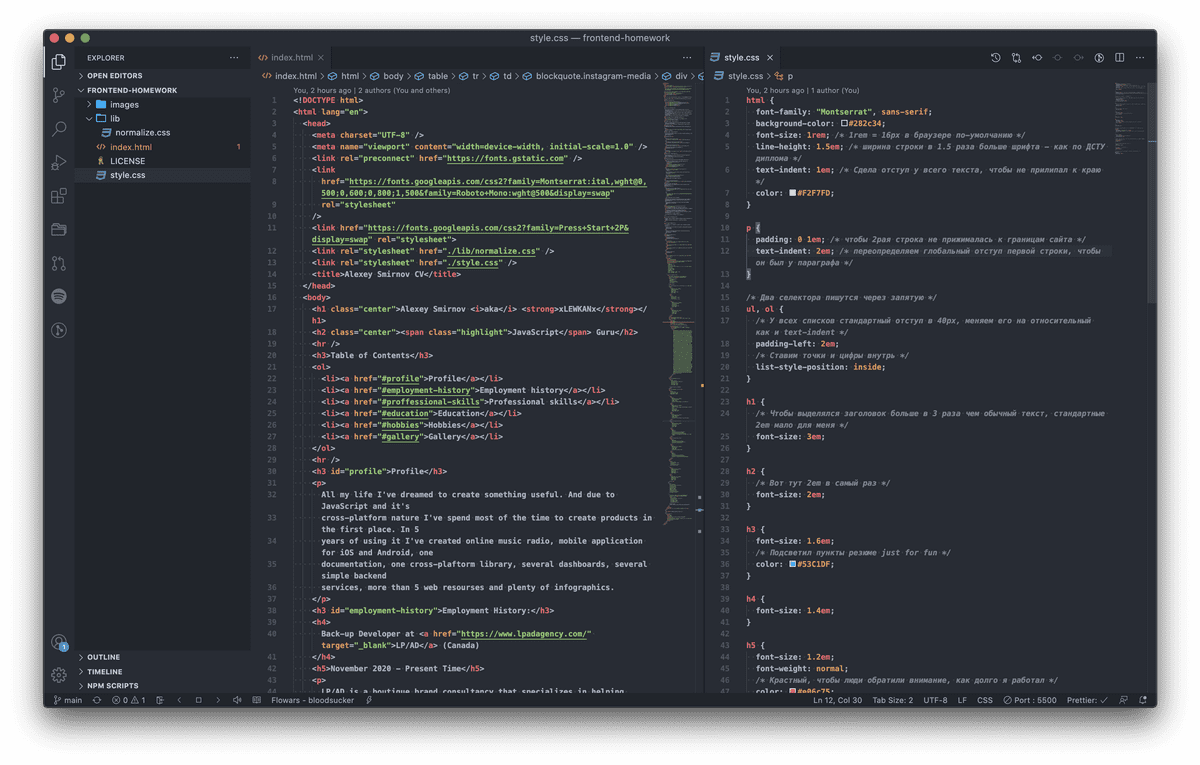 style.css — frontend-homework
EXPLORER
OPEN EDITORS
FRONTEND-HOMEWORK
images
lib
normalize.css
index.html
LICENSE
style.css
OUTLINE
TIMELINE
NPM SCRIPTS
index.html
index.html > html > body > table > tr > td > blockquote.instagram-media > div >
You, 2 hours ago | 2 authors (You and others)
1 <!DOCTYPE html>
2 <html lang="en">
3 <head>
4 <meta charset="UTF-8" />
5 <meta name="viewport" content="width=device-width, initial-scale=1.0" />
6 <link rel="preconnect" href="https://fonts.gstatic.com" />
7 <link
8 href="https://fonts.googleapis.com/css2?family=Montserrat:ital,wght@0,
500;0,600;0,800;1,500&family=Roboto+Mono:wght@500&display=swap"
9 rel="stylesheet"
10 />
11 <link href="https://fonts.googleapis.com/css2?family=Press+Start+2P&
display=swap" rel="stylesheet">
12 <link rel="stylesheet" href="./lib/normalize.css" />
13 <link rel="stylesheet" href="./style.css" />
14 <title>Alexey Smirnov CV</title>
15 </head>
16 <body>
17 <h1 class="center">Alexey Smirnov <i>aka</i> <strong>xLEWKANx</strong></
h1>
18 <h2 class="center"><span class="highlight">JavaScript</span> Guru</h2>
19 <hr />
20 <h3>Table of Contents</h3>
21 <ol>
22 <li><a href="#profile">Profile</a></li>
23 <li><a href="#employment-history">Employment history</a></li>
24 <li><a href="#proffessional-skills">Professional skills</a></li>
25 <li><a href="#education">Education</a></li>
26 <li><a href="#hobbies">Hobbies</a></li>
27 <li><a href="#gallery">Gallery</a></li>
28 </ol>
29 <hr />
30 <h3 id="profile">Profile</h3>
31 <p>
32 All my life I've dreamed to create something useful. And due to
JavaScript and it's
33 cross-platform nature I've spend most of the time to create products in
the first place. In 5
34 years of using it I've created online music radio, mobile application
for iOS and Android, one
35 documentation, one cross-platform library, several dashboards, several
simple backend
36 services, more than 5 web resourses and plenty of infographics.
37 </p>
38 <h3 id="employment-history">Employment History:</h3>
39 <h4>
40 Back-up Developer at <a href="https://www.lpadagency.com/"
target="_blank">LP/AD</a> (Canada)
41 </h4>
42 <h5>November 2020 – Present Time</h5>
43 <p>
44 LP/AD is a boutique brand consultancy that specializes in helping
style.css
style.css > p
You, 2 hours ago | 1 author (You)
1 html {
2 font-family: "Montserrat", sans-serif;
3 background-color: #282c34;
4 font-size: 1rem; /* 1rem = 16px в браузере по-умолчанию */
5 line-height: 1.5em; /* ширина строки в 1.5 раза больше шрифта - как по ДСТУ
диплома */
6 text-indent: 1em; /* Сдела отступ у всего текста, чтобы не прилипал к краю
*/
7 color: #F2F7FD;
8 }
9
10 p {
11 padding: 0 1em; /* чтобы 2рая строка не прижималась к границам сайта */
12 text-indent: 2em; /* переопределяем глобальный отступ первой строки, чтобы
он был у параграфа */
13 }
14
15 /* Два селектора пишутся через запятую */
16 ul, ol {
17 /* У всех списков стандартный отступ в 40px, меняем его на относительный
как и text-indent */
18 padding-left: 2em;
19 /* Ставим точки и цифры внутрь */
20 list-style-position: inside;
21 }
22
23 h1 {
24 /* Чтобы выделялся заголовок больше в 3 раза чем обычный текст, стандартные
2em мало для меня */
25 font-size: 3em;
26 }
27
28 h2 {
29 /* Вот тут 2em в самый раз */
30 font-size: 2em;
31 }
32
33 h3 {
34 font-size: 1.6em;
35 /* Подсветил пункты резюме just for fun */
36 color: #53C1DF;
37 }
38
39 h4 {
40 font-size: 1.4em;
41 }
42
43 h5 {
44 font-size: 1.2em;
45 font-weight: normal;
46 /* Крастный, чтобы люди обратили внимание, как долго я работал */
47 color: #e06c75;
main 0 1 Flowars - bloodsucker Ln 12, Col 30 Tab Size: 2 UTF-8 LF CSS Port : 5500 Prettier: ✓